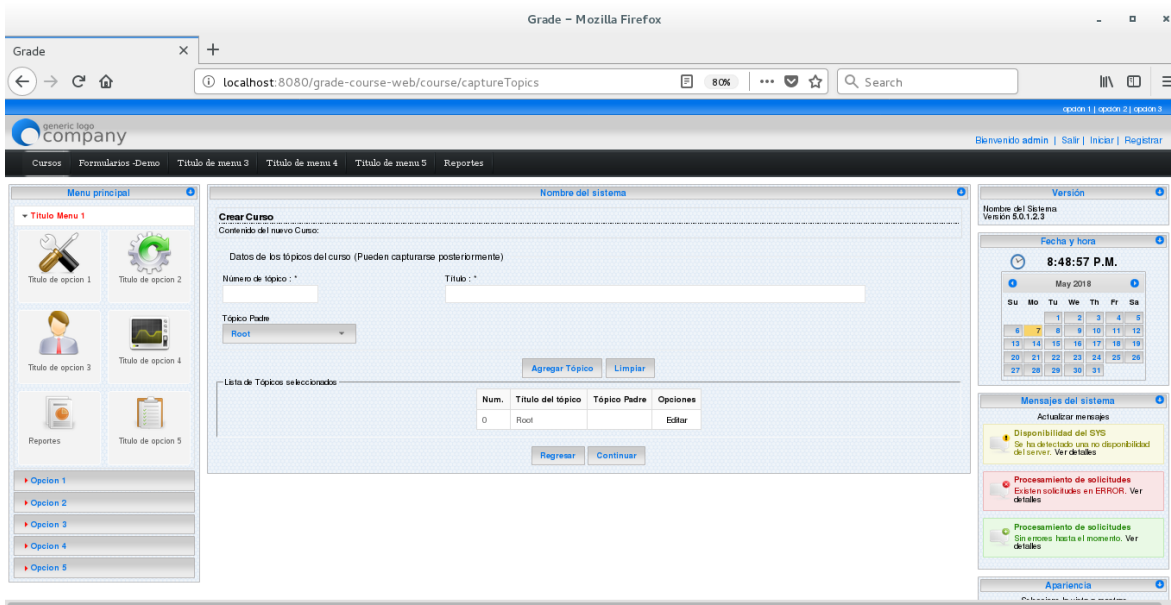 Grade – Mozilla Firefox
Grade
localhost:8080/grade-course-web/course/captureTopics
80%
Search
opción 1 | opción 2 | opción 3
generic logo
company
Bienvenido admin | Salir | Iniciar | Registrar
Cursos Formularios -Demo Titulo de menu 3 Titulo de menu 4 Titulo de menu 5 Reportes
Menu principal
Titulo Menu 1
Titulo de opcion 1
Titulo de opcion 2
Titulo de opcion 3
Titulo de opcion 4
Reportes
Titulo de opcion 5
Opcion 1
Opcion 2
Opcion 3
Opcion 4
Opcion 5
Nombre del sistema
Crear Curso
Contenido del nuevo Curso:
Datos de los tópicos del curso (Pueden capturarse posteriormente)
Número de tópico : *
Título : *
Tópico Padre
Root
Agregar Tópico
Limpiar
Lista de Tópicos seleccionados
Num. Título del tópico Tópico Padre Opciones
0 Root Editar
Regresar
Continuar
Versión
Nombre del Sistema
Versión 5.0.1.2.3
Fecha y hora
8:48:57 P.M.
May 2018
Su Mo Tu We Th Fr Sa
1 2 3 4 5
6 7 8 9 10 11 12
13 14 15 16 17 18 19
20 21 22 23 24 25 26
27 28 29 30 31
Mensajes del sistema
Actualizar mensajes
Disponibilidad del SYS
Se ha detectado una no disponibilidad
del server. Ver detalles
Procesamiento de solicitudes
Existen solicitudes en ERROR. Ver
detalles
Procesamiento de solicitudes
Sin errores hasta el momento. Ver
detalles
Apariencia